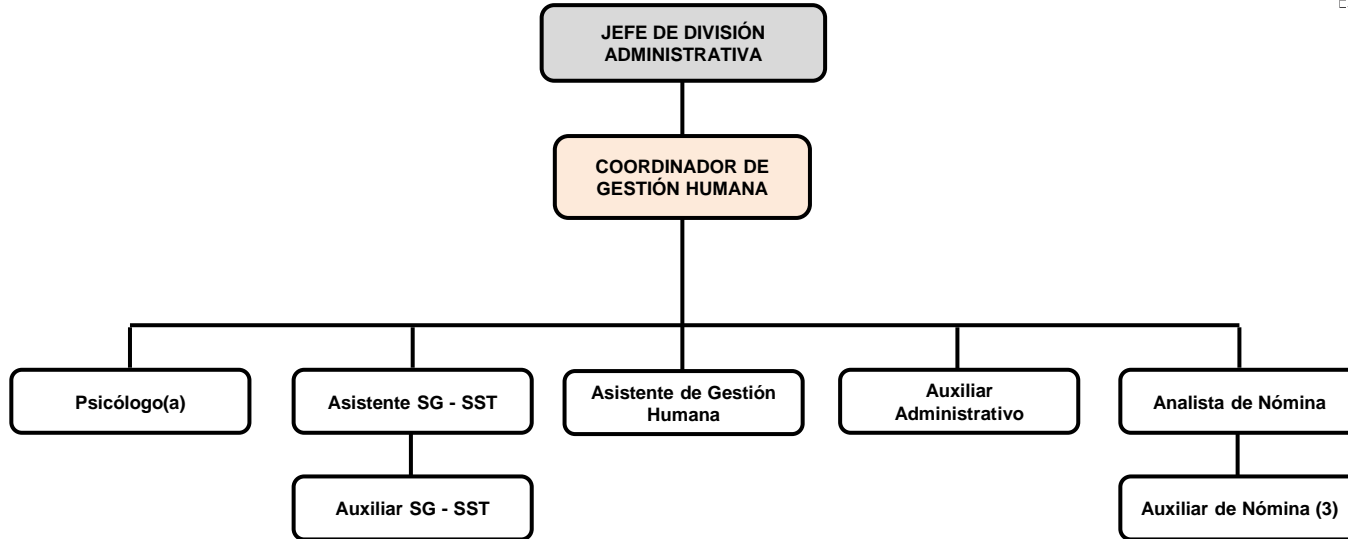 JEFE DE DIVISIÓN
ADMINISTRATIVA
COORDINADOR DE
GESTIÓN HUMANA
Psicólogo(a)
Asistente SG - SST
Asistente de Gestión
Humana
Auxiliar
Administrativo
Analista de Nómina
Auxiliar SG - SST
Auxiliar de Nómina (3)